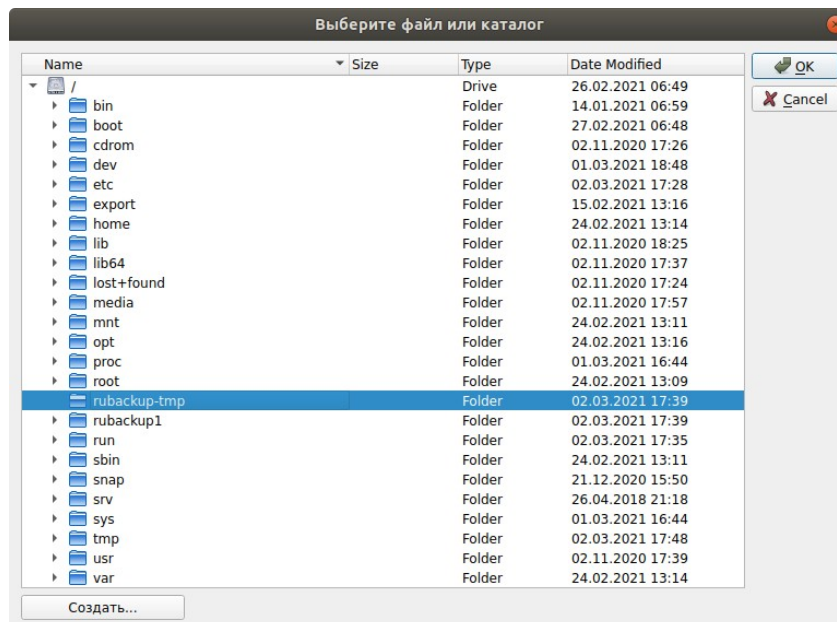 Выберите файл или каталог
Name Size Type Date Modified
/ Drive 26.02.2021 06:49
bin Folder 14.01.2021 06:59
boot Folder 27.02.2021 06:48
cdrom Folder 02.11.2020 17:26
dev Folder 01.03.2021 18:48
etc Folder 02.03.2021 17:28
export Folder 15.02.2021 13:16
home Folder 24.02.2021 13:14
lib Folder 02.11.2020 18:25
lib64 Folder 02.11.2020 17:37
lost+found Folder 02.11.2020 17:24
media Folder 02.11.2020 17:57
mnt Folder 24.02.2021 13:11
opt Folder 24.02.2021 13:16
proc Folder 01.03.2021 16:44
root Folder 24.02.2021 13:09
rubackup-tmp Folder 02.03.2021 17:39
rubackup1 Folder 02.03.2021 17:39
run Folder 02.03.2021 17:35
sbin Folder 24.02.2021 13:11
snap Folder 21.12.2020 15:50
srv Folder 26.04.2018 21:18
sys Folder 01.03.2021 16:44
tmp Folder 02.03.2021 17:48
usr Folder 02.11.2020 17:39
var Folder 24.02.2021 13:14
OK
Cancel
Создать...